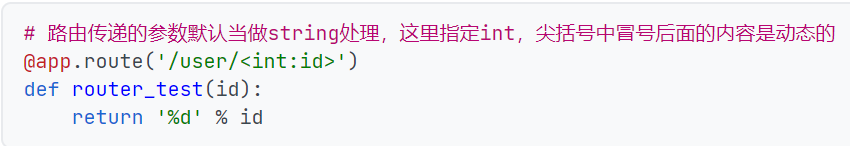 # 路由传递的参数默认当做string处理，这里指定int，尖括号中冒号后面的内容是动态的
@app.route('/user/<int:id>')
def router_test(id):
    return '%d' % id